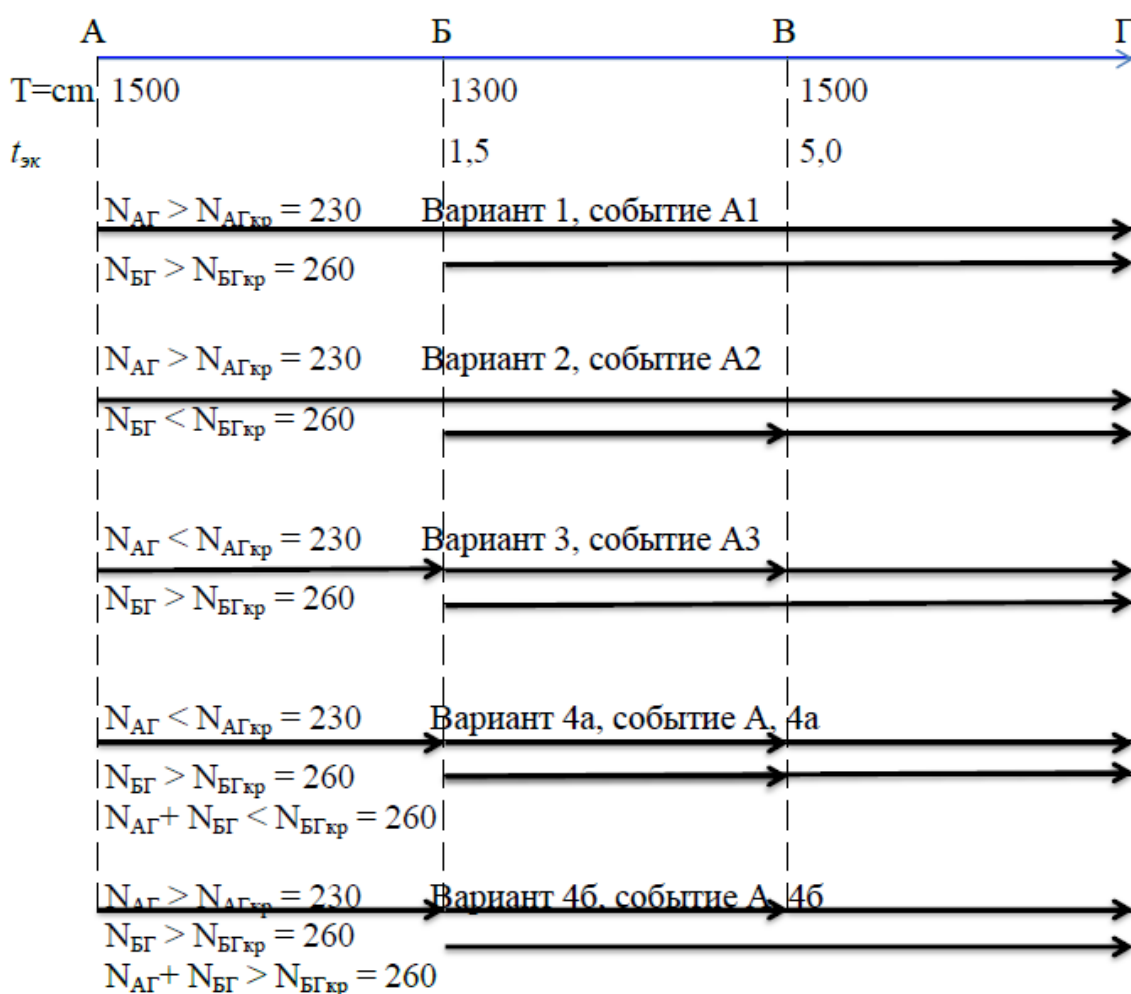 А Б В Г
T=cm 1500 1300 1500
tэк 1,5 5,0
NАГ > NАГкр = 230 Вариант 1, событие А1
NБГ > NБГкр = 260
NАГ > NАГкр = 230 Вариант 2, событие А2
NБГ < NБГкр = 260
NАГ < NАГкр = 230 Вариант 3, событие А3
NБГ > NБГкр = 260
NАГ < NАГкр = 230 Вариант 4а, событие А, 4а
NБГ > NБГкр = 260
NАГ+ NБГ < NБГкр = 260
NАГ > NАГкр = 230 Вариант 4б, событие А, 4б
NБГ > NБГкр = 260
NАГ+ NБГ > NБГкр = 260